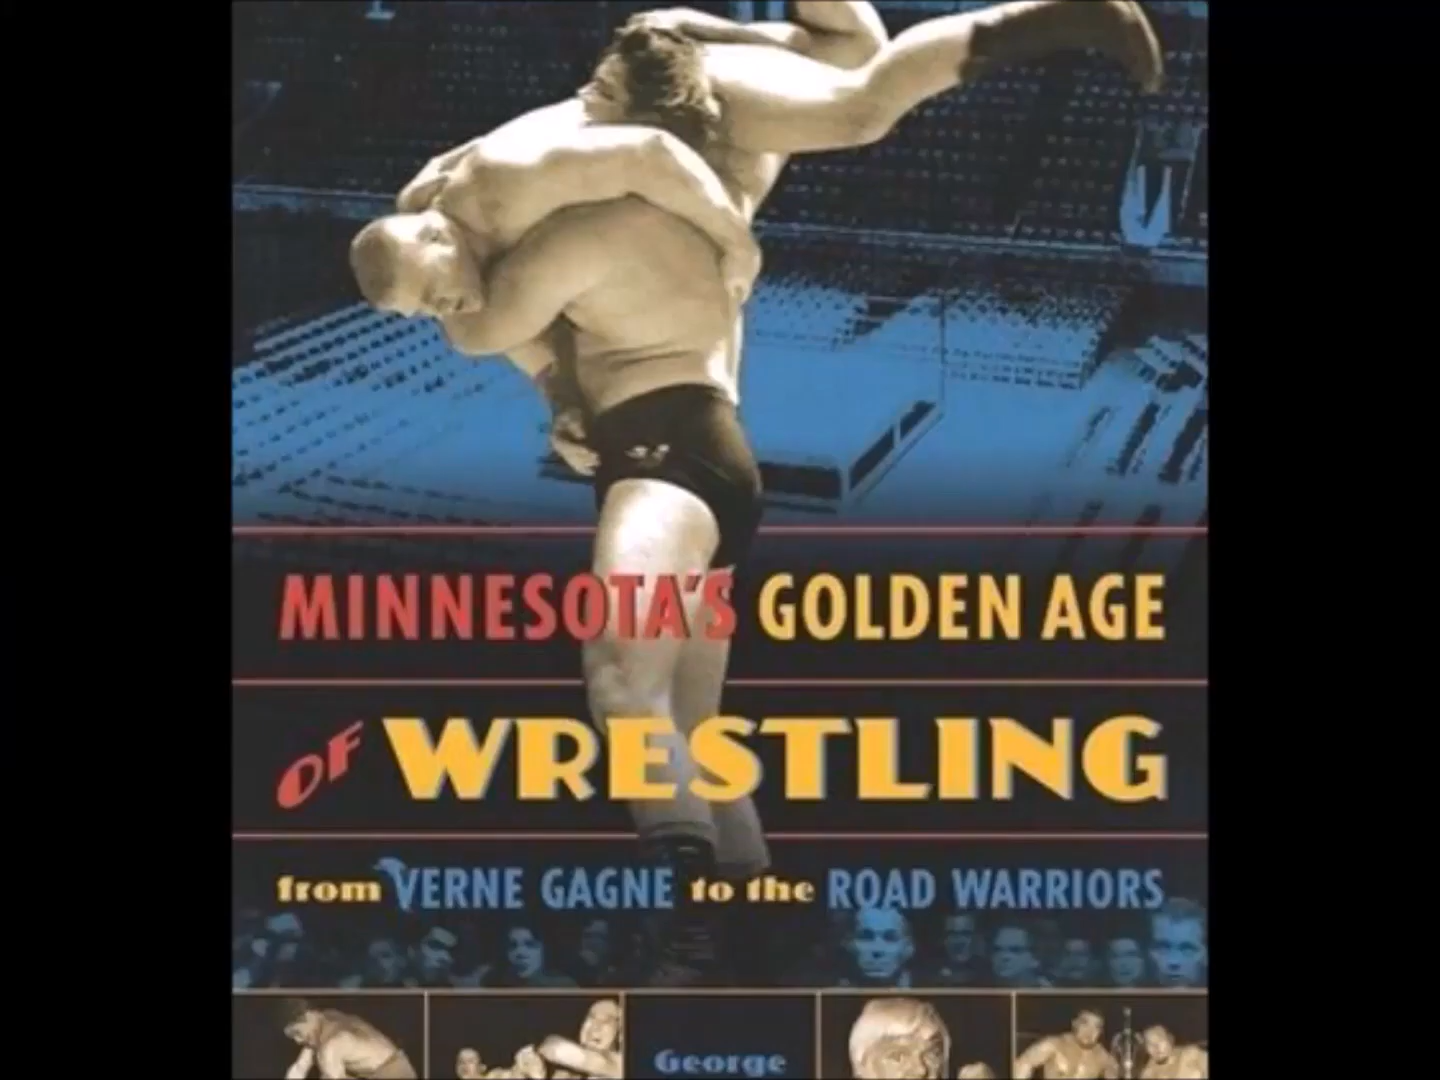 MINNESOTA'S GOLDEN AGE
OF WRESTLING
from VERNE GAGNE to the ROAD WARRIORS
George